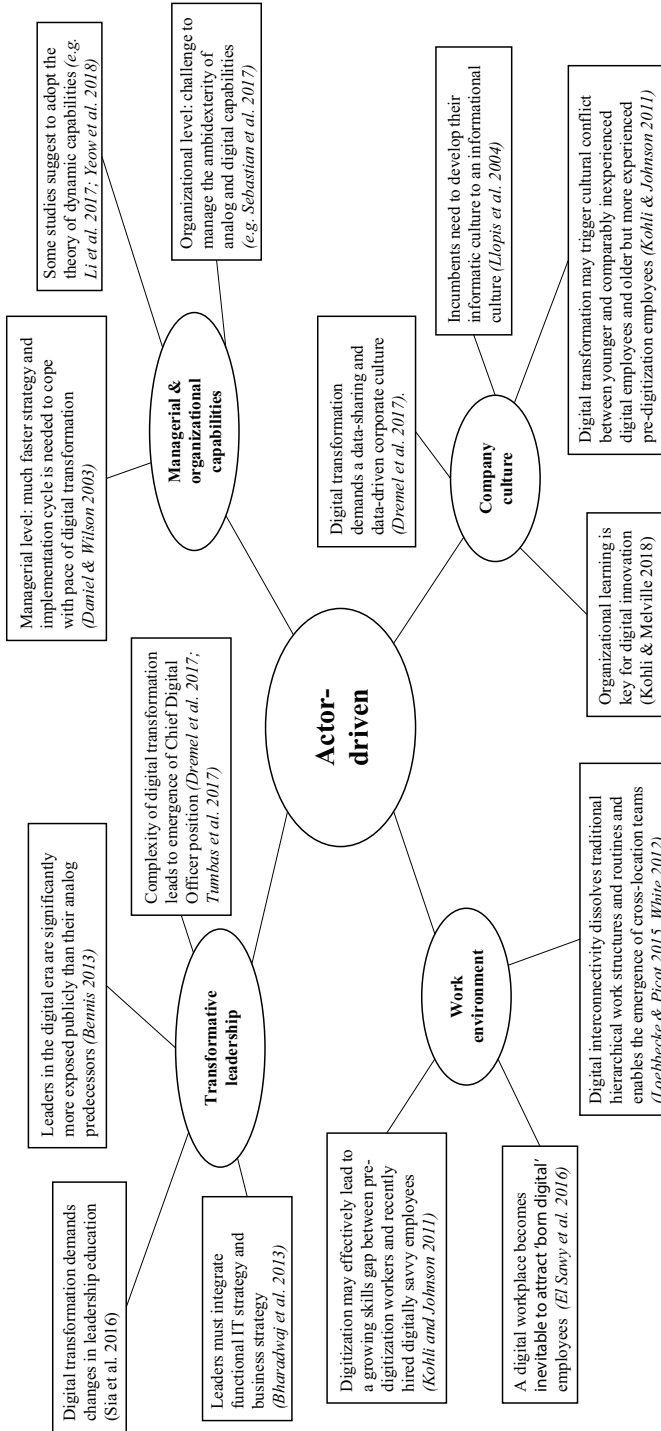 Digital transformation demands
changes in leadership education
(Sia et al. 2016)
Leaders in the digital era are significantly
more exposed publicly than their analog
predecessors (Bennis 2013)
Complexity of digital transformation
leads to emergence of Chief Digital
Officer position (Dremel et al. 2017;
Tumbas et al. 2017)
Leaders must integrate
functional IT strategy and
business strategy
(Bharadwaj et al. 2013)
Transformative
leadership
Managerial level: much faster strategy and
implementation cycle is needed to cope
with pace of digital transformation
(Daniel & Wilson 2003)
Some studies suggest to adopt the
theory of dynamic capabilities (e.g.
Li et al. 2017; Yeow et al. 2018)
Organizational level: challenge to
manage the ambidexterity of
analog and digital capabilities
(e.g. Sebastian et al. 2017)
Managerial &
organizational
capabilities
Actor-
driven
Digitization may effectively lead to
a growing skills gap between pre-
digitization workers and recently
hired digitally savvy employees
(Kohli and Johnson 2011)
Work
environment
A digital workplace becomes
inevitable to attract ‘born digital’
employees (El Sawy et al. 2016)
Digital interconnectivity dissolves traditional
hierarchical work structures and routines and
enables the emergence of cross-location teams
(Loebbecke & Picot 2015, White 2012)
Digital transformation
demands a data-sharing and
data-driven corporate culture
(Dremel et al. 2017).
Incumbents need to develop their
informatic culture to an informational
culture (Llopis et al. 2004)
Company
culture
Organizational learning is
key for digital innovation
(Kohli & Melville 2018)
Digital transformation may trigger cultural conflict
between younger and comparably inexperienced
digital employees and older but more experienced
pre-digitization employees (Kohli & Johnson 2011)